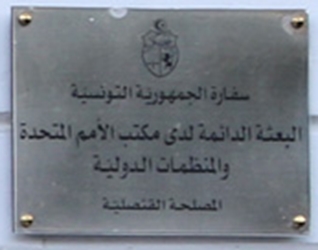 سفارة الجمهورية التونسية
البعثة الدائمة لدى مكتب الأمم المتحدة
والمنظمات الدولية
المصلحة القنصلية